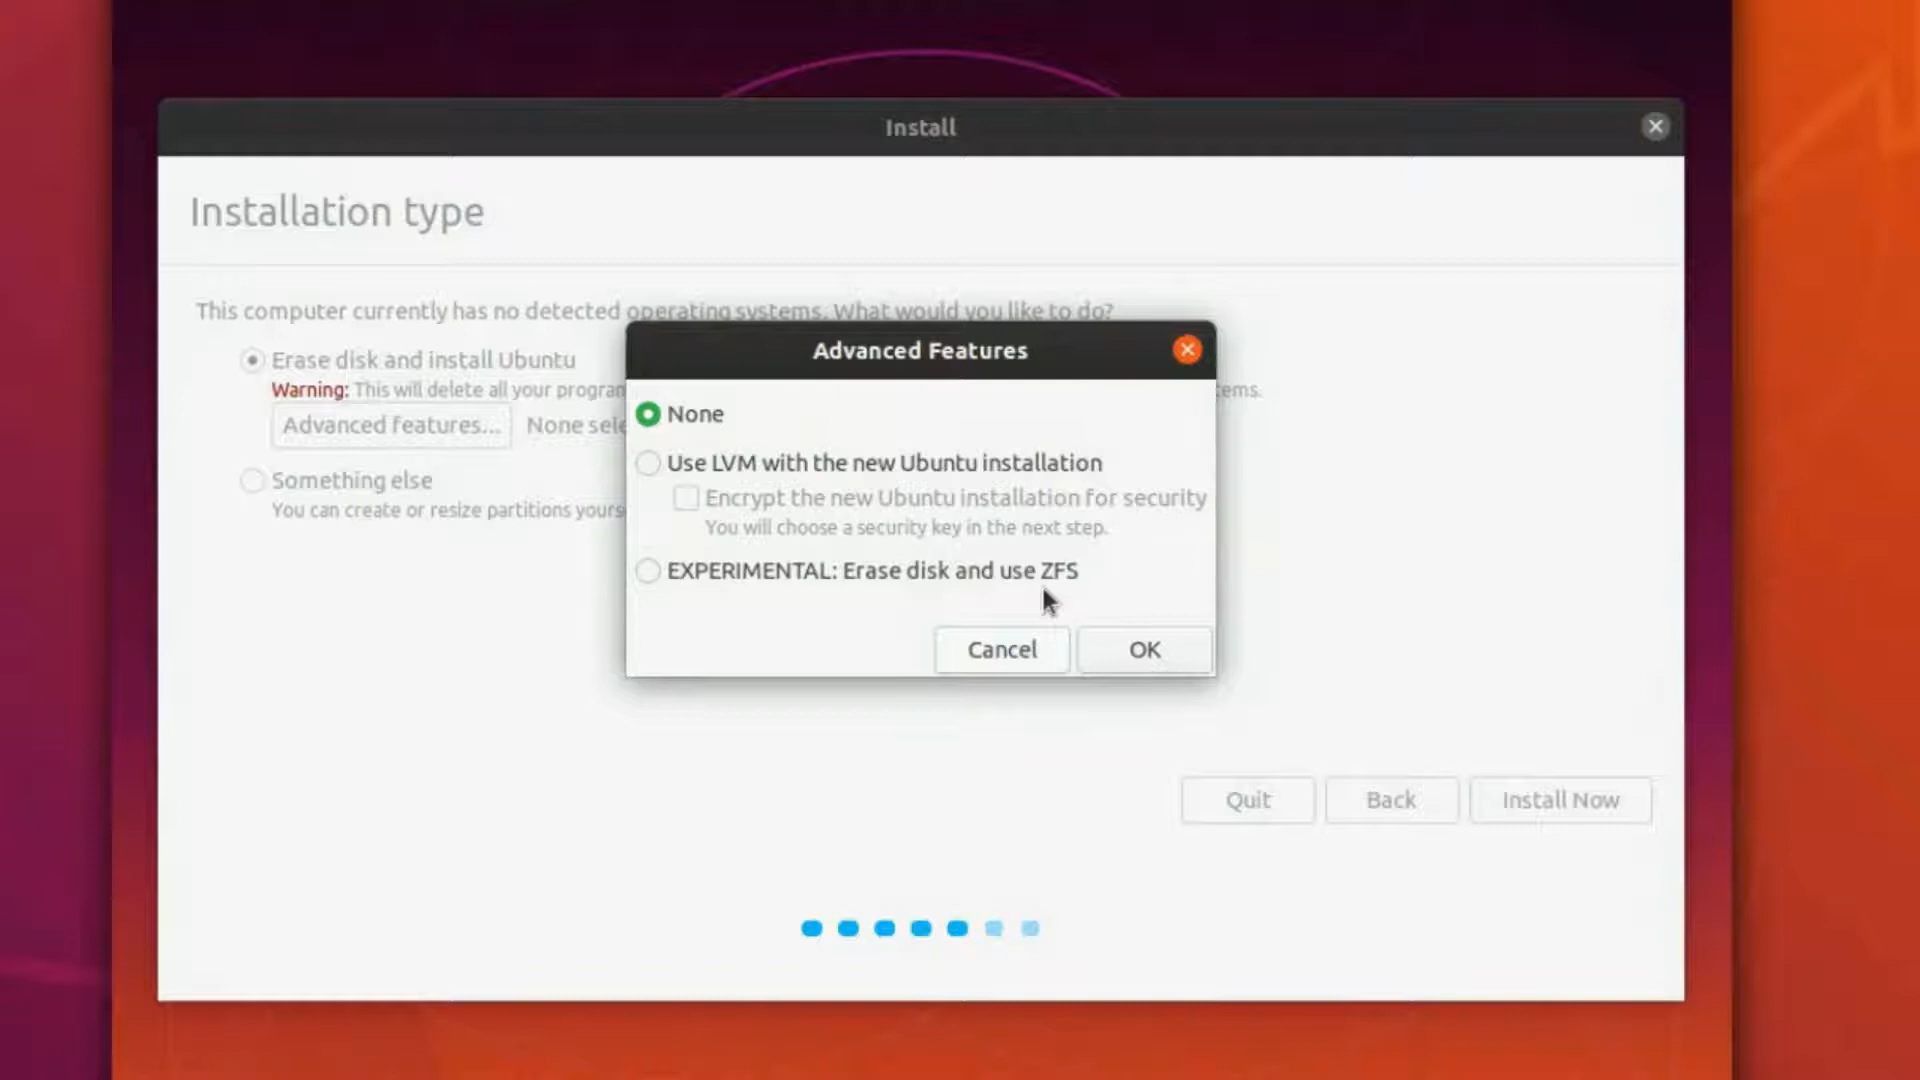 Install
Installation type
This computer currently has no detected operating systems. What would you like to do?
Erase disk and install Ubuntu
Warning: This will delete all your program
tems.
Advanced features...
None sele
Something else
You can create or resize partitions yours
Advanced Features
None
Use LVM with the new Ubuntu installation
Encrypt the new Ubuntu installation for security
You will choose a security key in the next step.
EXPERIMENTAL: Erase disk and use ZFS
Cancel
OK
Quit
Back
Install Now